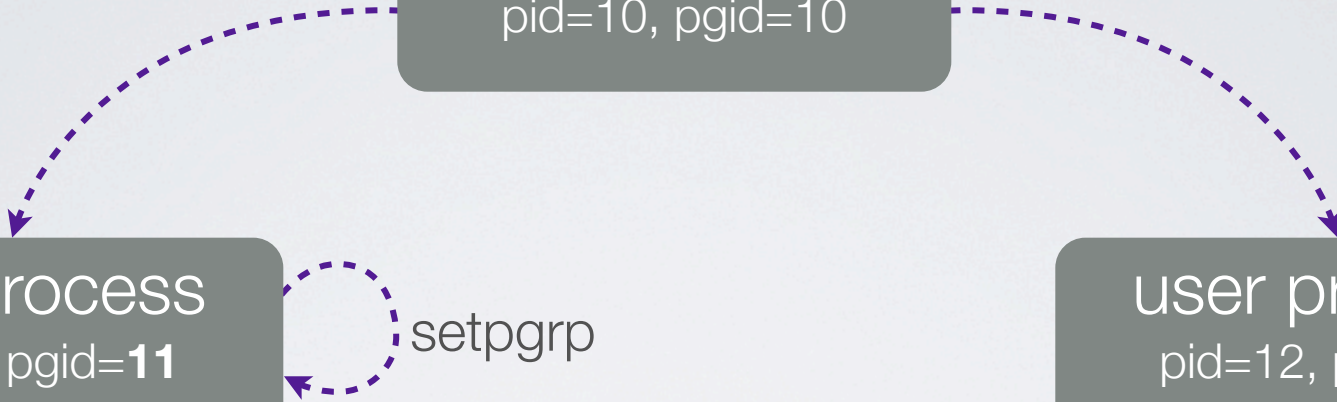 pid=10, pgid=10
rocess
pgid=11
setpgrp
user pr
pid=12, p